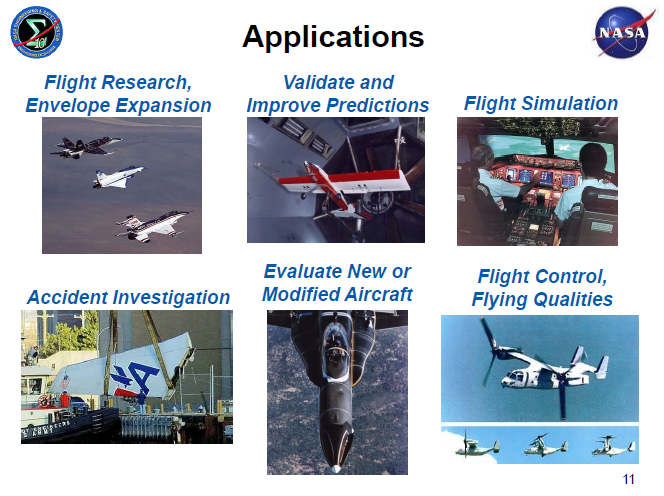 Applications
NASA
Flight Research,
Envelope Expansion
Validate and
Improve Predictions
Flight Simulation
Accident Investigation
Evaluate New or
Modified Aircraft
Flight Control,
Flying Qualities
11